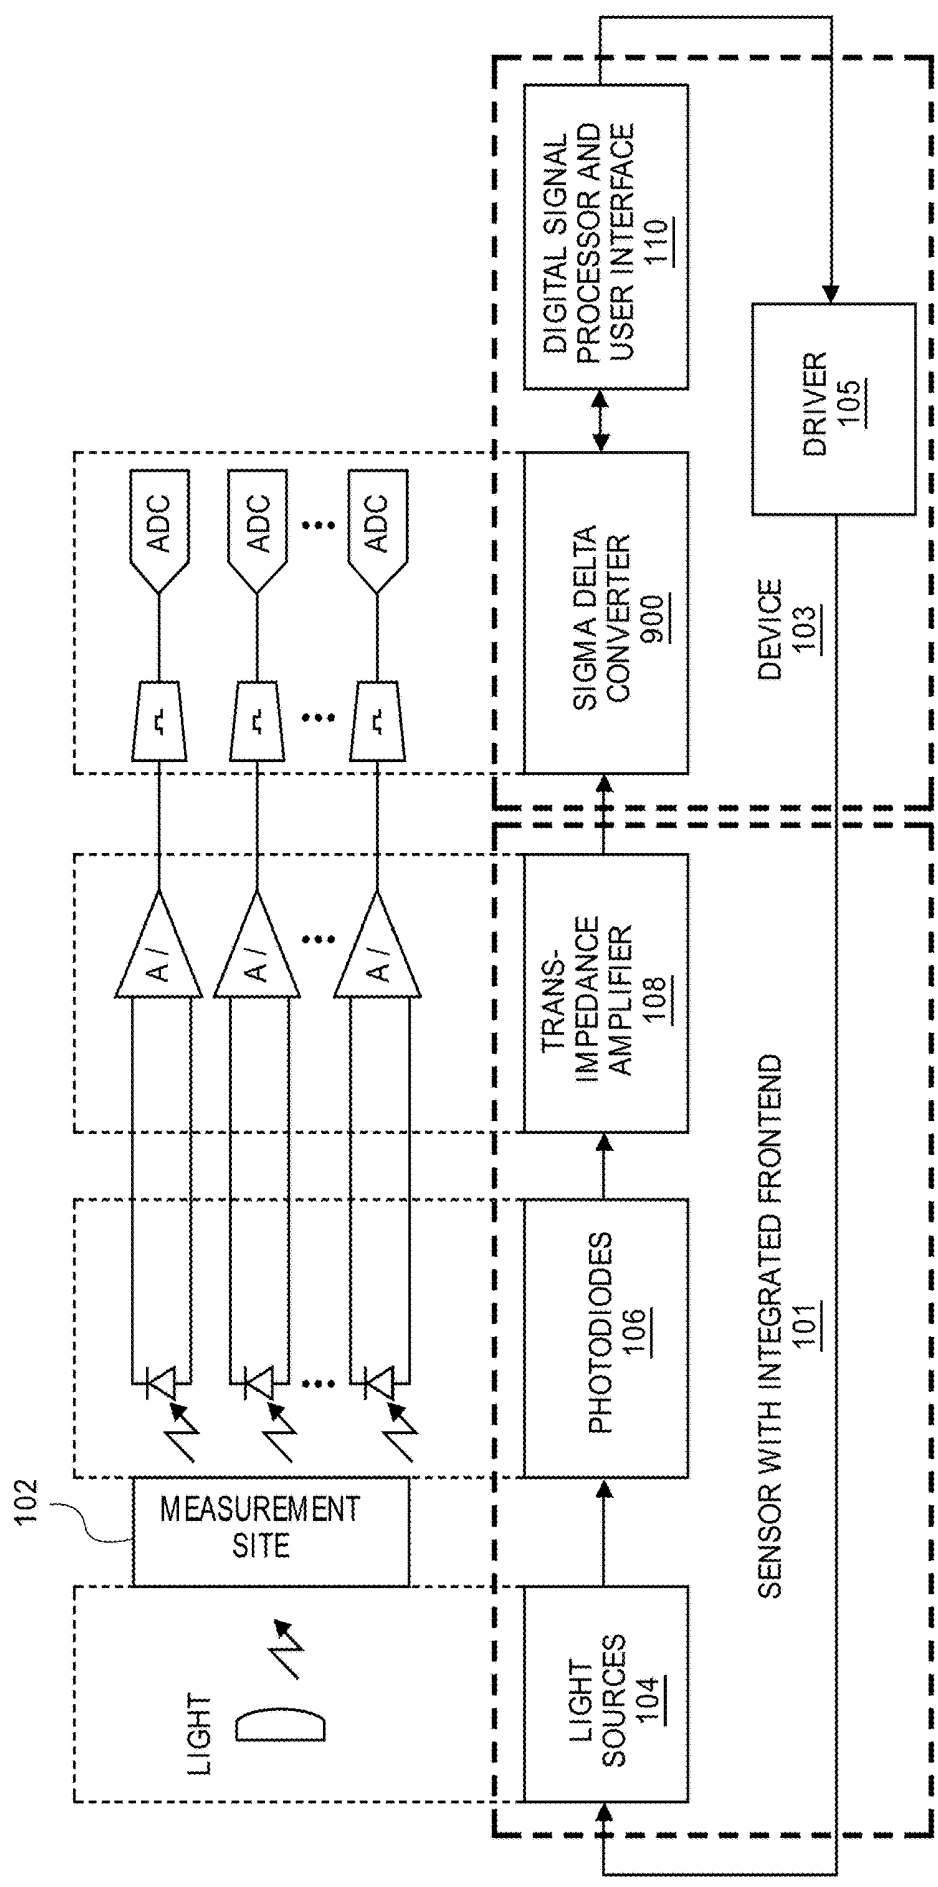 102
LIGHT
MEASUREMENT
SITE
A /
A /
A /
ADC
ADC
ADC
LIGHT
SOURCES
104
PHOTODIODES
106
TRANS-
IMPEDANCE
AMPLIFIER
108
SIGMA DELTA
CONVERTER
900
DIGITAL SIGNAL
PROCESSOR AND
USER INTERFACE
110
SENSOR WITH INTEGRATED FRONTEND
101
DEVICE
103
DRIVER
105